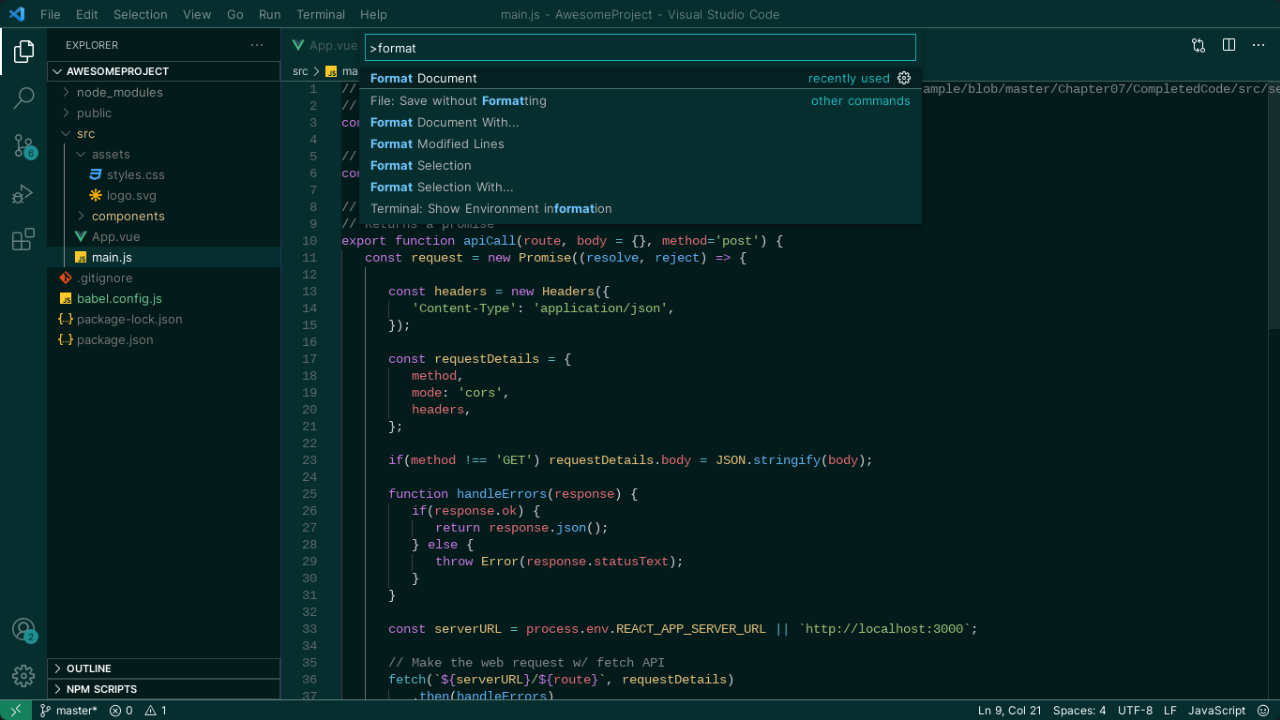 File Edit Selection View Go Run Terminal Help
main.js - AwesomeProject - Visual Studio Code
EXPLORER
AWESOMEPROJECT
node_modules
public
src
assets
styles.css
logo.svg
components
App.vue
main.js
.gitignore
babel.config.js
package-lock.json
package.json
OUTLINE
NPM SCRIPTS
6
2
App.vue
>format
src
Format Document recently used
File: Save without Formatting other commands
Format Document With...
Format Modified Lines
Format Selection
Format Selection With...
Terminal: Show Environment information
1 // ample/blob/master/Chapter07/CompletedCode/src/se
2 //
3
4
5 //
6
7
8 //
9 // Returns a promise
10 export function apiCall(route, body = {}, method='post') {
11 const request = new Promise((resolve, reject) => {
12
13 const headers = new Headers({
14 'Content-Type': 'application/json',
15 });
16
17 const requestDetails = {
18 method,
19 mode: 'cors',
20 headers,
21 };
22
23 if(method !== 'GET') requestDetails.body = JSON.stringify(body);
24
25 function handleErrors(response) {
26 if(response.ok) {
27 return response.json();
28 } else {
29 throw Error(response.statusText);
30 }
31 }
32
33 const serverURL = process.env.REACT_APP_SERVER_URL || `http://localhost:3000`;
34
35 // Make the web request w/ fetch API
36 fetch(`${serverURL}/${route}`, requestDetails)
37 .then(handleErrors)
master* 0 1
Ln 9, Col 21 Spaces: 4 UTF-8 LF JavaScript